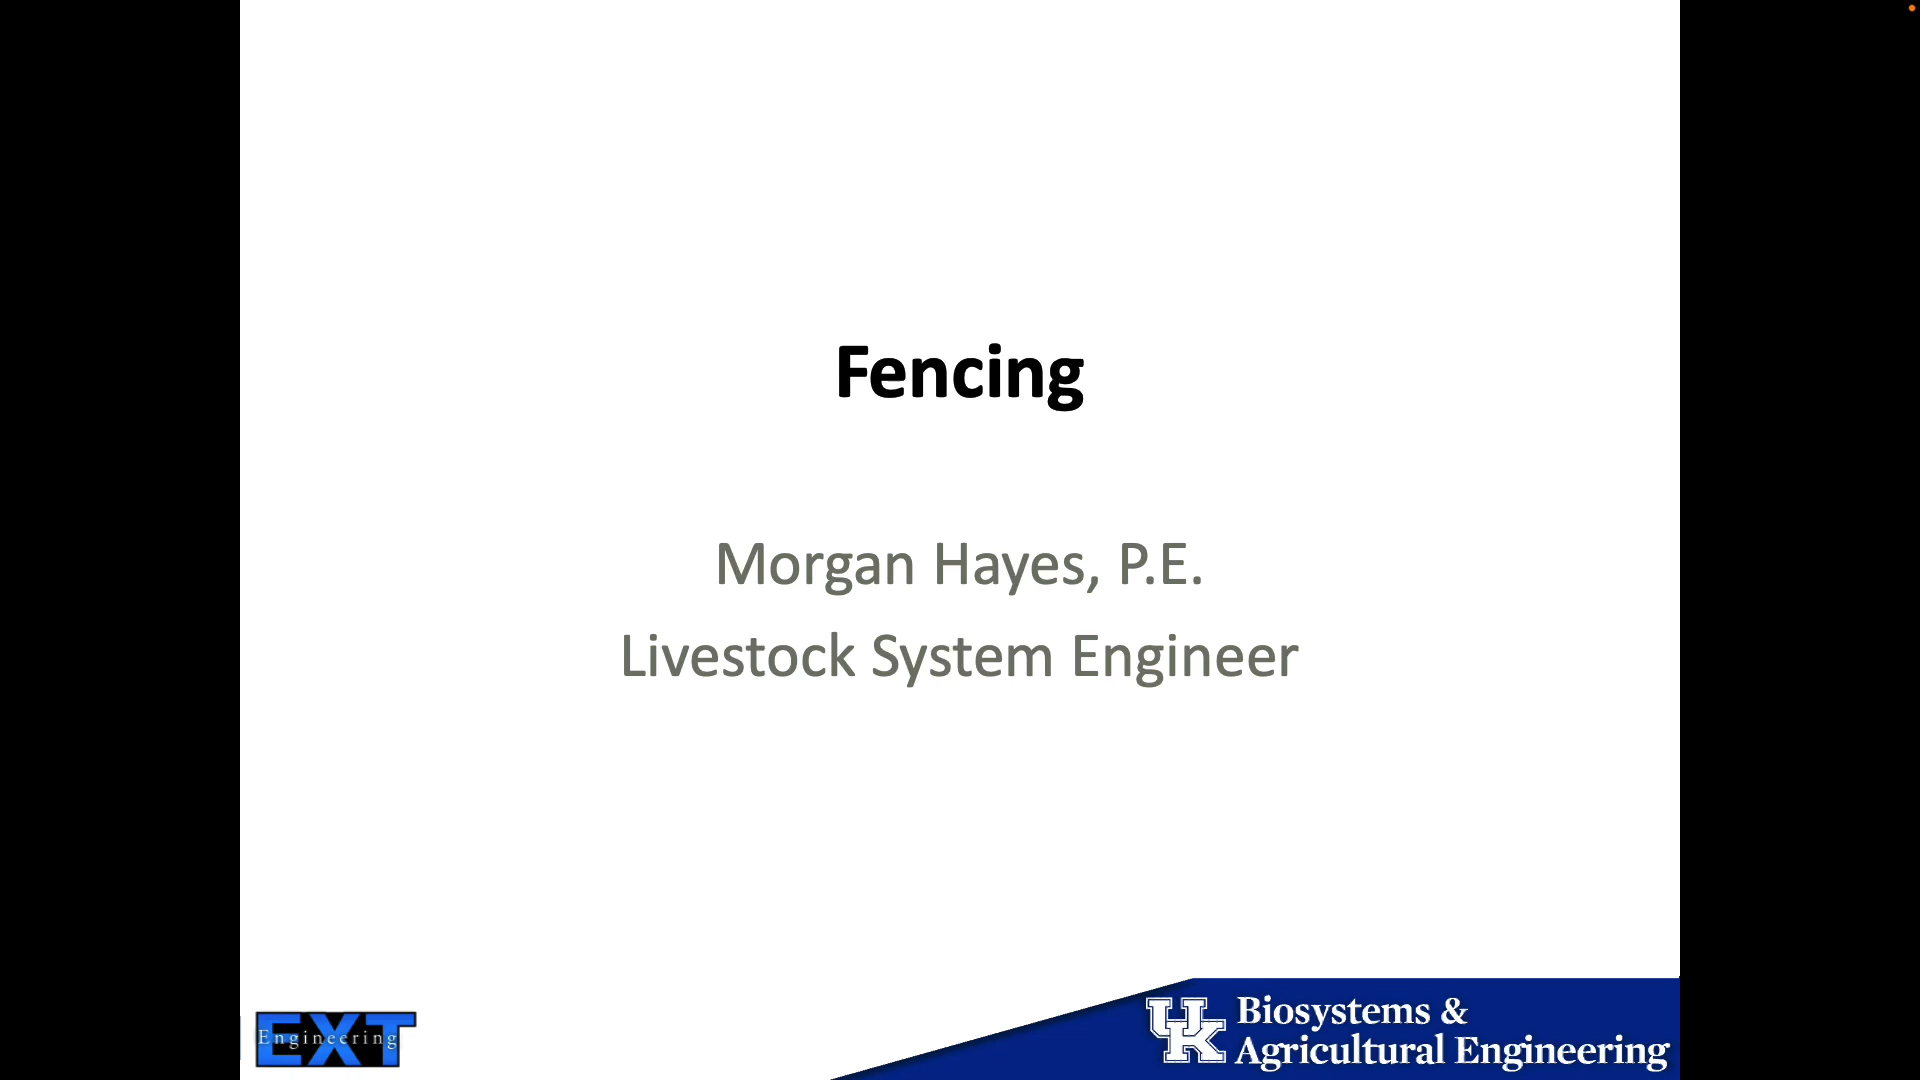 Fencing
Morgan Hayes, P.E.
Livestock System Engineer
EXT
Engineering
UK
Biosystems &
Agricultural Engineering